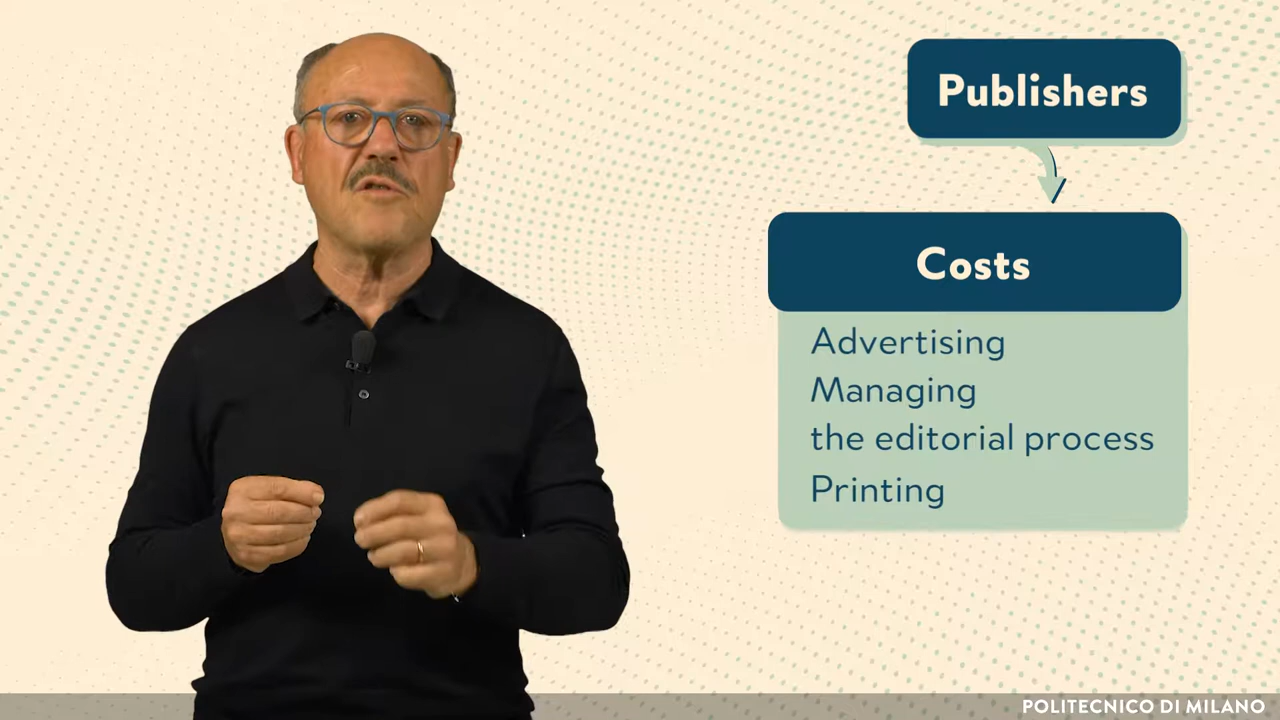 Publishers
Costs
Advertising
Managing
the editorial process
Printing
POLITECNICO DI MILANO